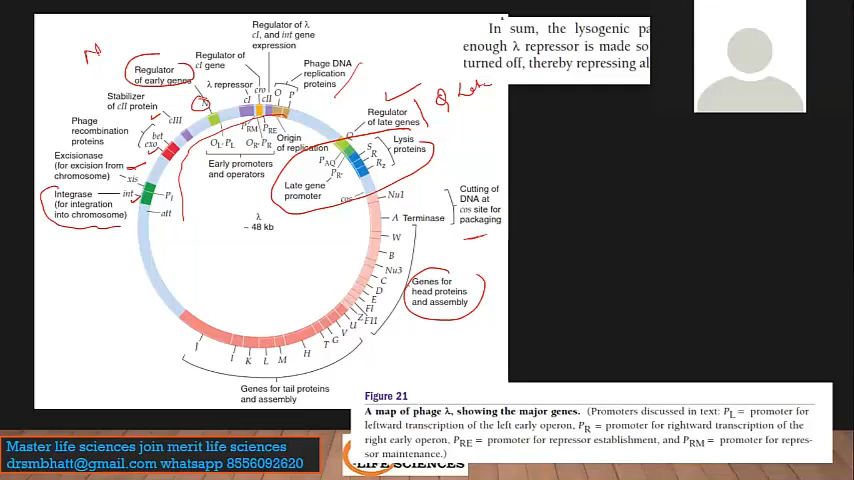 In sum, the lysogenic pa
enough λ repressor is made so
turned off, thereby repressing al
Regulator of λ
cI, and int gene
expression
Regulator of
cI gene
Regulator
of early genes
λ repressor
cI
cro
cII
O
P
Phage DNA
replication
proteins
N
Q Late
Stabilizer
of cII protein
cIII
N
Regulator
of late genes
Q
Phage
recombination
proteins
bet
exo
PRM
PRE
OL, PL
OR, PR
Origin
of replication
Early promoters
and operators
S
R
Rz
Lysis
proteins
PAQ
PR'
Late gene
promoter
cos
Excisionase
(for excision from
chromosome)
xis
Integrase
(for integration
into chromosome)
int
PI
att
λ
~ 48 kb
Nu1
A Terminase
Cutting of
DNA at
cos site for
packaging
W
B
Nu3
C
D
E
FI
FII
Z
U
V
G
T
H
M
L
K
I
J
Genes for
head proteins
and assembly
Genes for tail proteins
and assembly
Figure 21
A map of phage λ, showing the major genes. (Promoters discussed in text: PL = promoter for
leftward transcription of the left early operon, PR = promoter for rightward transcription of the
right early operon, PRE = promoter for repressor establishment, and PRM = promoter for repres-
sor maintenance.)
Master life sciences join merit life sciences
drsmbhatt@gmail.com whatsapp 8556092620
LIFE SCIENCES